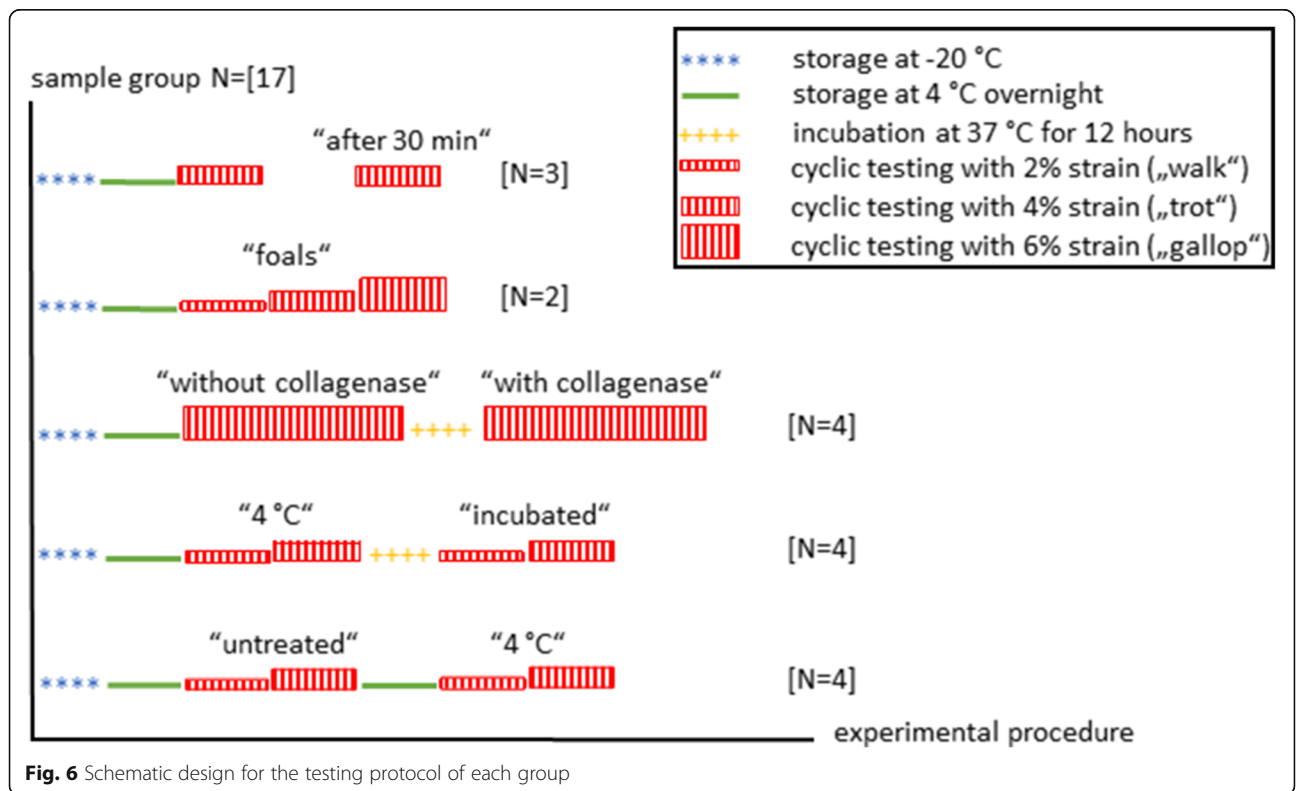 sample group N=[17]
**** storage at -20 °C
storage at 4 °C overnight
++++ incubation at 37 °C for 12 hours
cyclic testing with 2% strain („walk“)
cyclic testing with 4% strain („trot“)
cyclic testing with 6% strain („gallop“)
“after 30 min“
**** [N=3]
“foals“
**** [N=2]
“without collagenase“ “with collagenase“
**** ++++ [N=4]
“4 °C“ “incubated“
**** ++++ [N=4]
“untreated“ “4 °C“
**** [N=4]
experimental procedure
Fig. 6 Schematic design for the testing protocol of each group